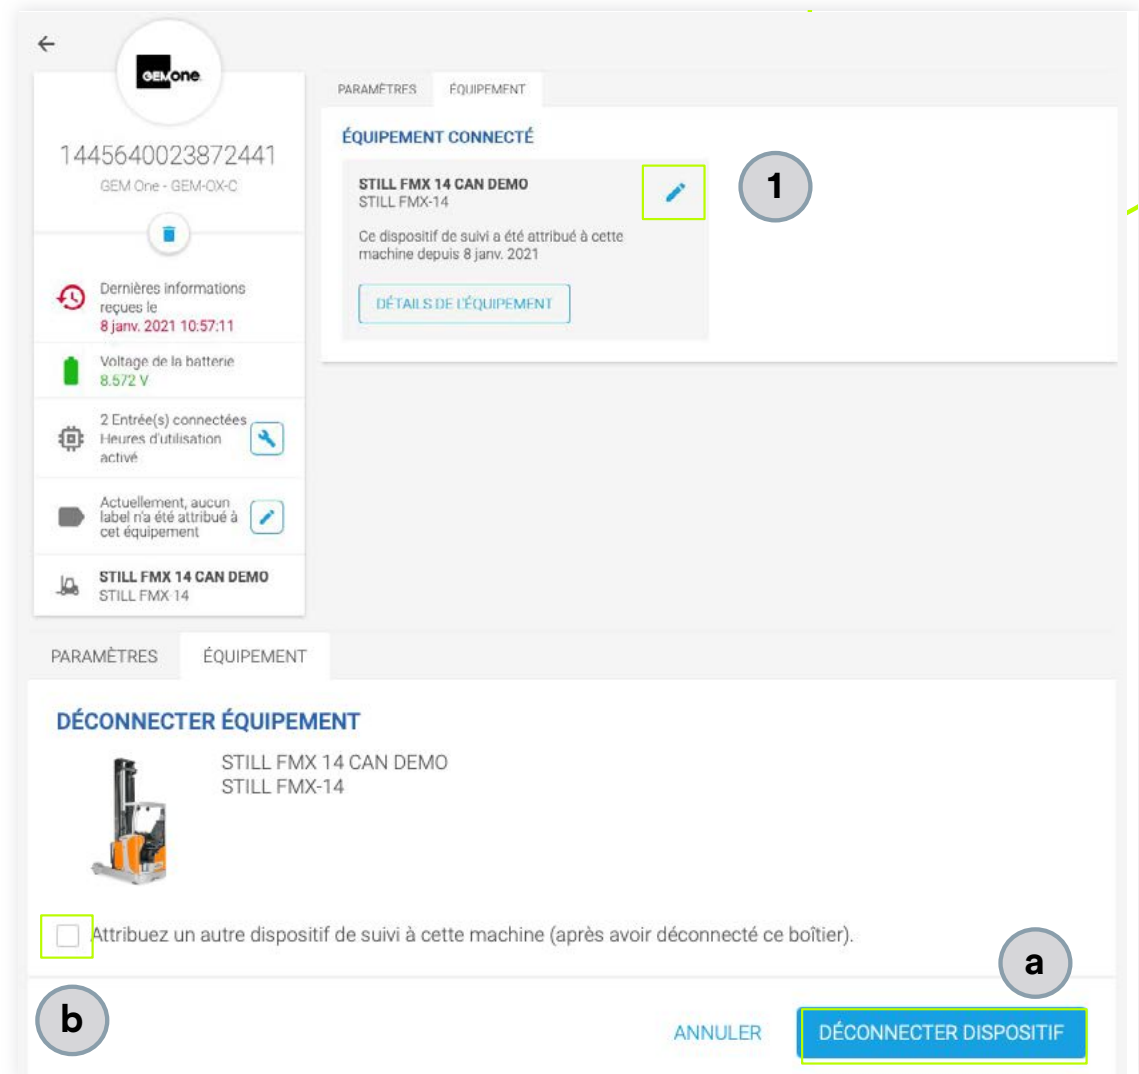 GEMone
1445640023872441
GEM One - GEM-OX-C
Dernières informations
reçues le
8 janv. 2021 10:57:11
Voltage de la batterie
8.572 V
2 Entrée(s) connectées
Heures d'utilisation
activé
Actuellement, aucun
label n'a été attribué à
cet équipement
STILL FMX 14 CAN DEMO
STILL FMX-14
PARAMÈTRES ÉQUIPEMENT
ÉQUIPEMENT CONNECTÉ
STILL FMX 14 CAN DEMO
STILL FMX-14
1
Ce dispositif de suivi a été attribué à cette
machine depuis 8 janv. 2021
DÉTAILS DE L'ÉQUIPEMENT
PARAMÈTRES ÉQUIPEMENT
DÉCONNECTER ÉQUIPEMENT
STILL FMX 14 CAN DEMO
STILL FMX-14
Attribuez un autre dispositif de suivi à cette machine (après avoir déconnecté ce boîtier).
a
b
ANNULER DÉCONNECTER DISPOSITIF